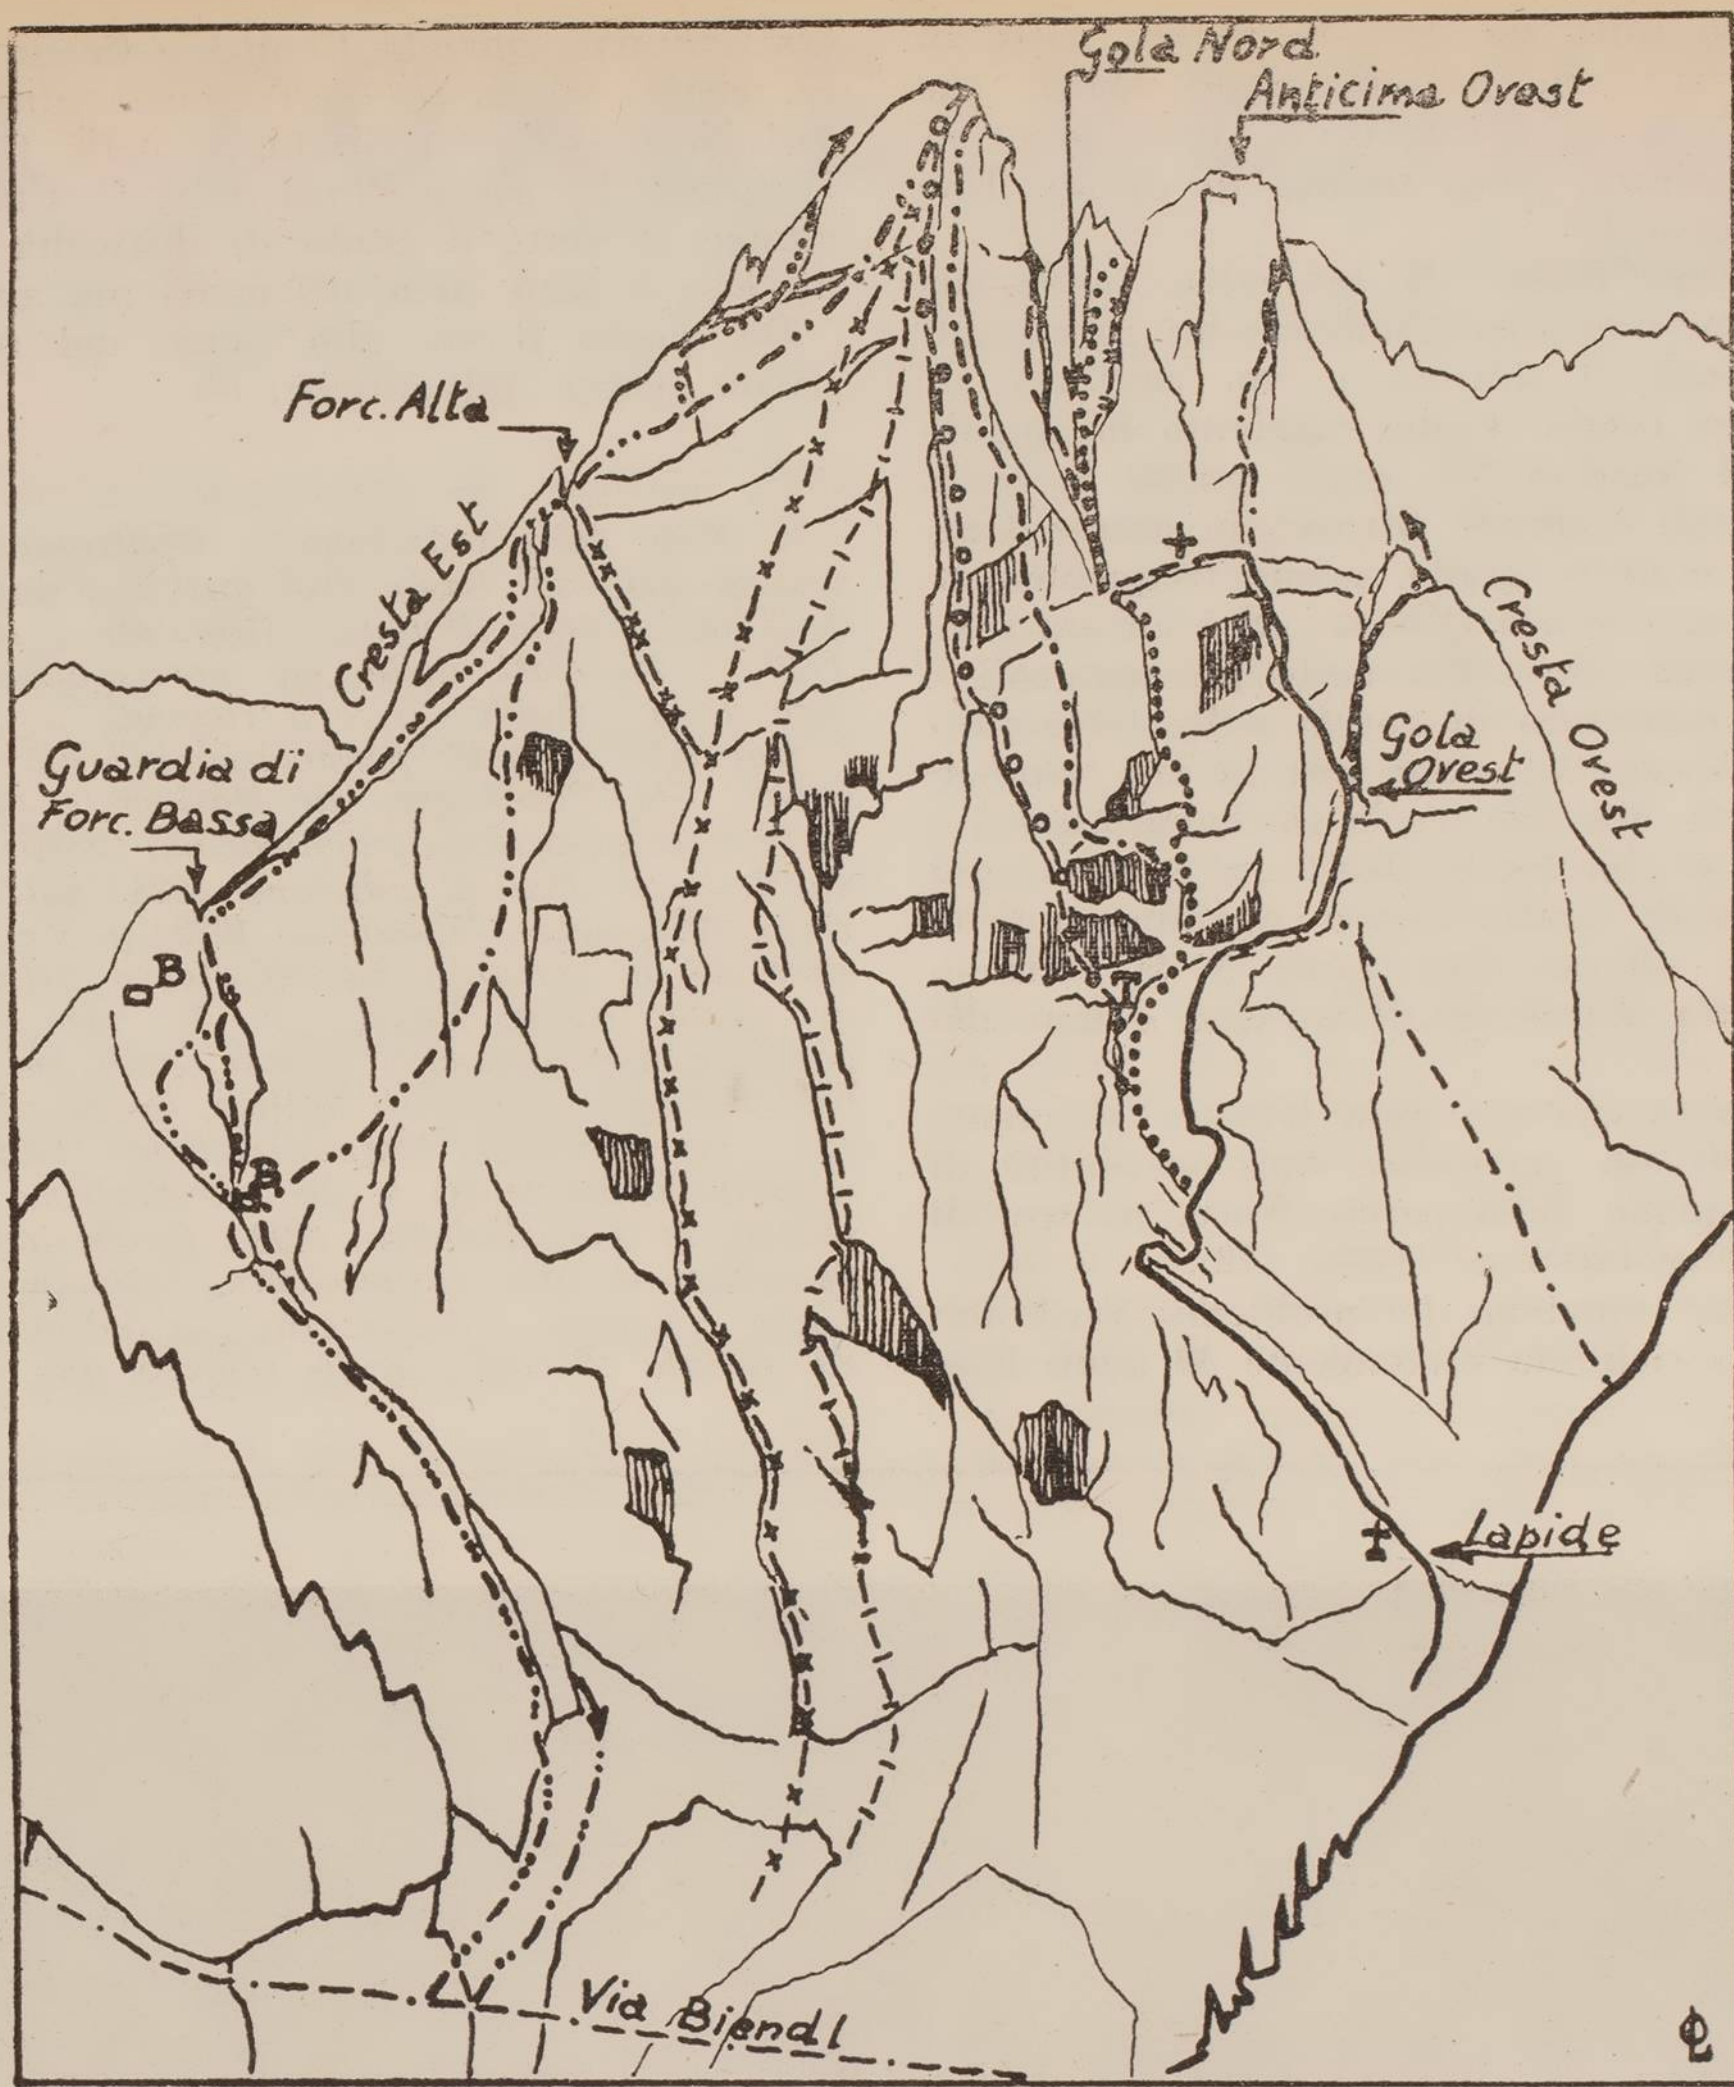 Gola Nord
Anticima Ovest
Forc. Alta
Cresta Est
Cresta Ovest
Guardia di
Forc. Bassa
Gola
Ovest
B
B
Lapide
Via Biendl